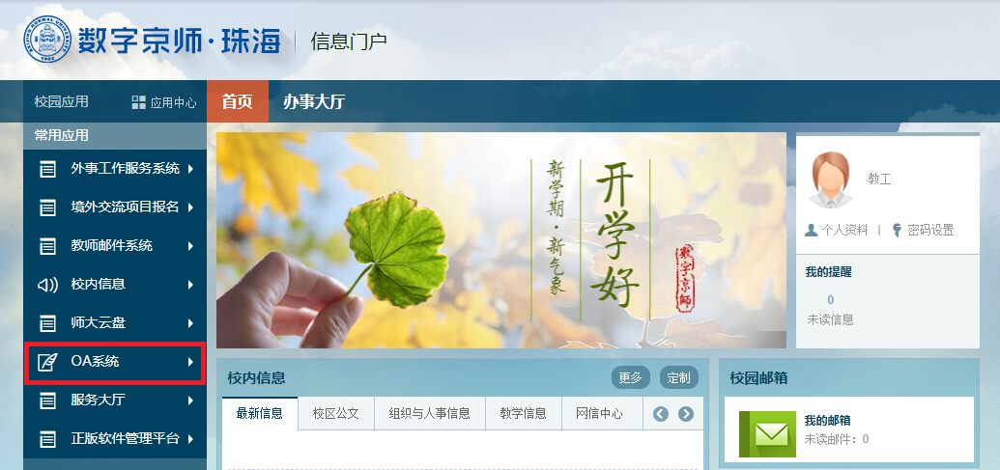 数字京师·珠海
信息门户
校园应用
应用中心
首页
办事大厅
常用应用
外事工作服务系统
境外交流项目报名
教师邮件系统
校内信息
师大云盘
OA系统
服务大厅
正版软件管理平台
开学好
新学期·新气象
数字京師
教工
个人资料
密码设置
我的提醒
0
未读信息
校内信息
更多
定制
最新信息
校区公文
组织与人事信息
教学信息
网信中心
校园邮箱
我的邮箱
未读邮件：0